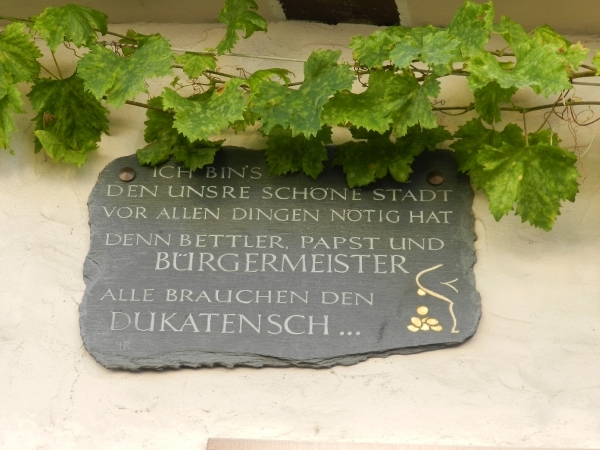 ICH BIN'S
DEN UNSRE SCHÖNE STADT
VOR ALLEN DINGEN NÖTIG HAT
DENN BETTLER, PAPST UND
BÜRGERMEISTER
ALLE BRAUCHEN DEN
DUKATENSCH...